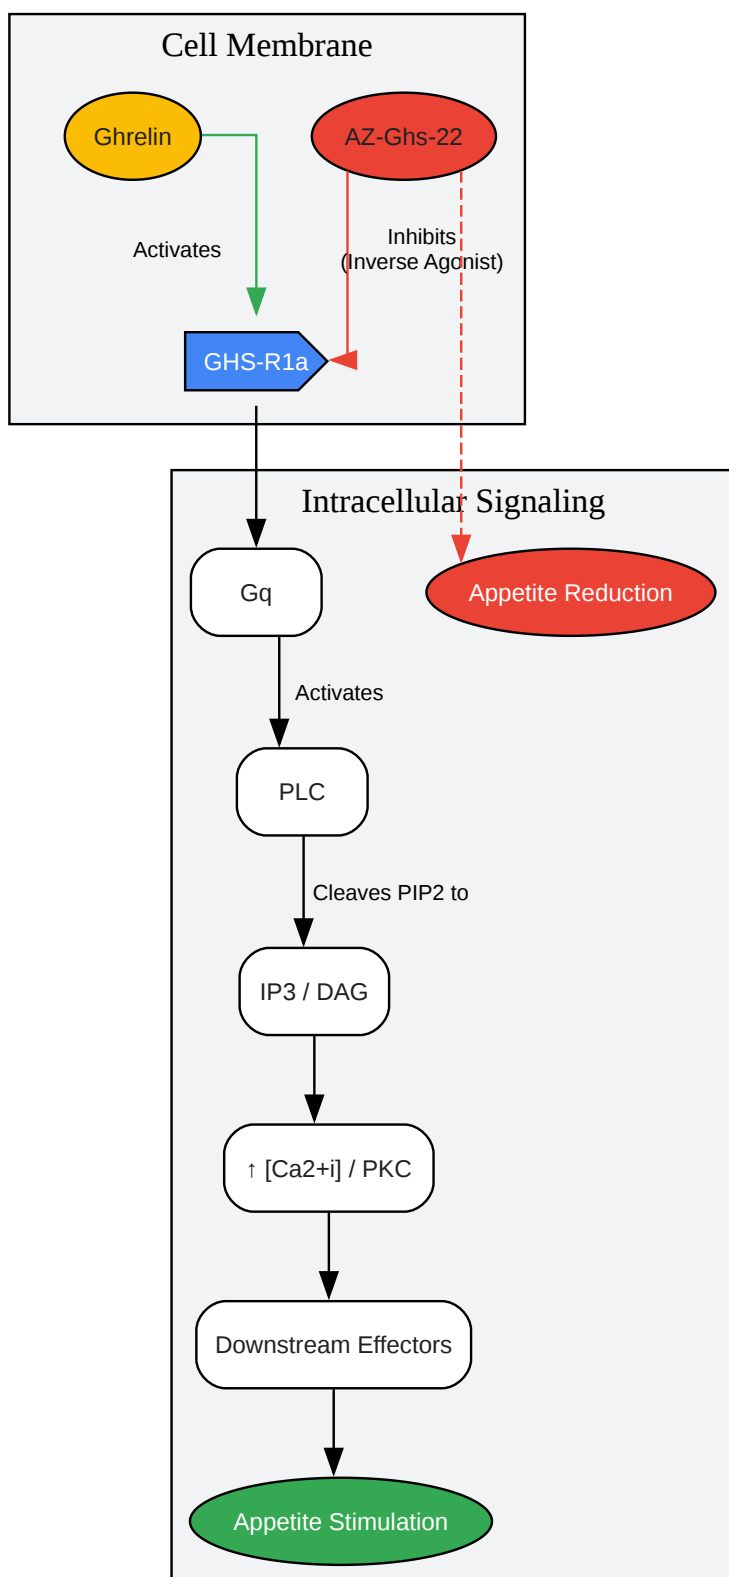 Cell Membrane
Ghrelin
AZ-Ghs-22
Activates
Inhibits
(Inverse Agonist)
GHS-R1a
Intracellular Signaling
Gq
Appetite Reduction
Activates
PLC
Cleaves PIP2 to
IP3 / DAG
↑ [Ca2+i] / PKC
Downstream Effectors
Appetite Stimulation